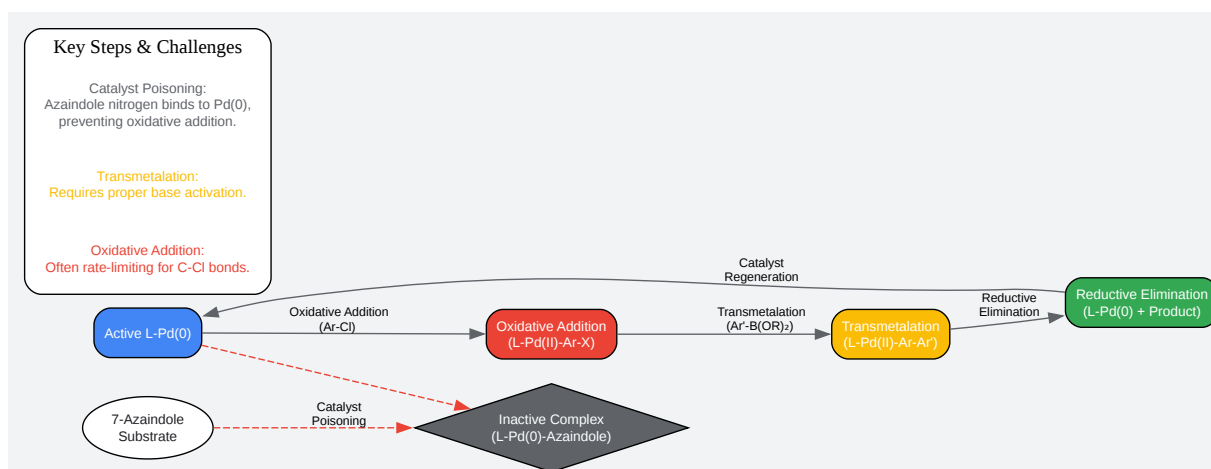 Key Steps & Challenges
Catalyst Poisoning:
Azaindole nitrogen binds to Pd(0),
preventing oxidative addition.
Transmetalation:
Requires proper base activation.
Oxidative Addition:
Often rate-limiting for C-Cl bonds.
Catalyst
Regeneration
Active L-Pd(0)
Oxidative Addition
(Ar-Cl)
Oxidative Addition
(L-Pd(II)-Ar-X)
Transmetalation
(Ar'-B(OR)₂)
Transmetalation
(L-Pd(II)-Ar-Ar')
Reductive
Elimination
Reductive Elimination
(L-Pd(0) + Product)
7-Azaindole
Substrate
Catalyst
Poisoning
Inactive Complex
(L-Pd(0)-Azaindole)